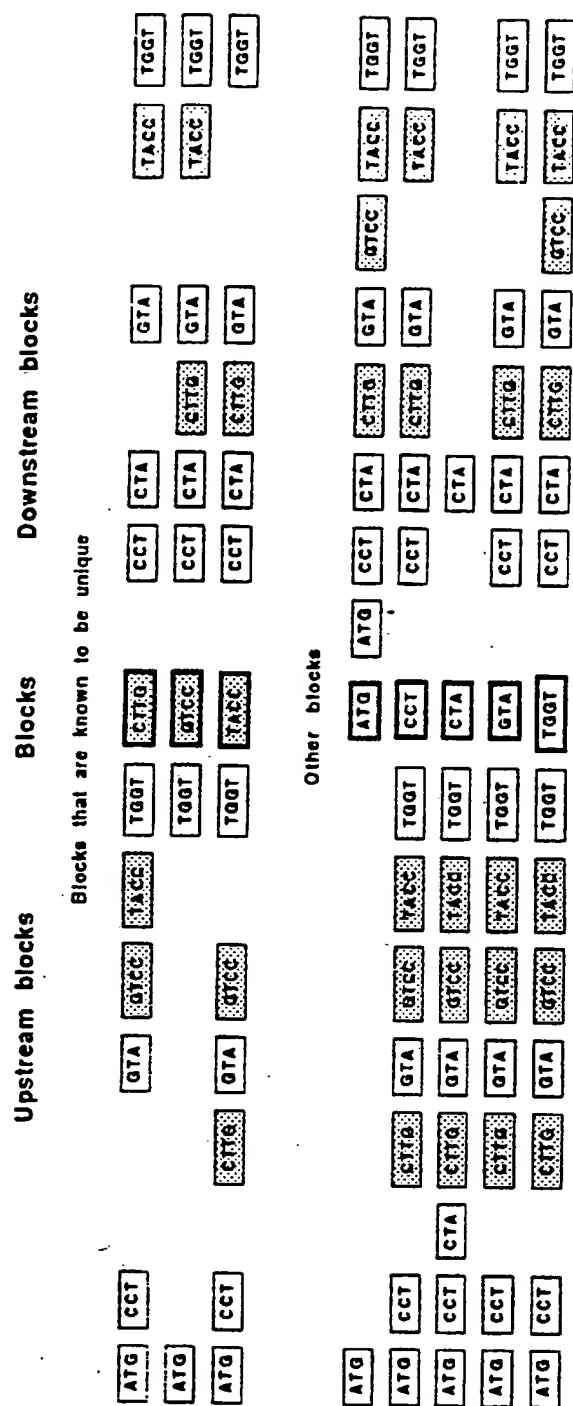 Upstream blocks Blocks Downstream blocks
Blocks that are known to be unique
ATG CCT GTA GTCC TACC TGGT CTTG CCT CTA GTA TACC TGGT
ATG TGGT GTCC CCT CTA CTTG GTA TACC TGGT
ATG CCT CTTG GTA GTCC TGGT TACC CCT CTA CTTG GTA TGGT
Other blocks
ATG ATG ATG CCT CTA CTTG GTA GTCC TACC TGGT
ATG CCT CTTG GTA GTCC TACC TGGT CCT CCT CTA CTTG GTA TACC TGGT
ATG CCT CTA CTTG GTA GTCC TACC TGGT CTA CTA
ATG CCT CTTG GTA GTCC TACC TGGT GTA CCT CTA CTTG GTA TACC TGGT
ATG CCT CTTG GTA GTCC TACC TGGT TGGT CCT CTA CTTG GTA GTCC TACC TGGT